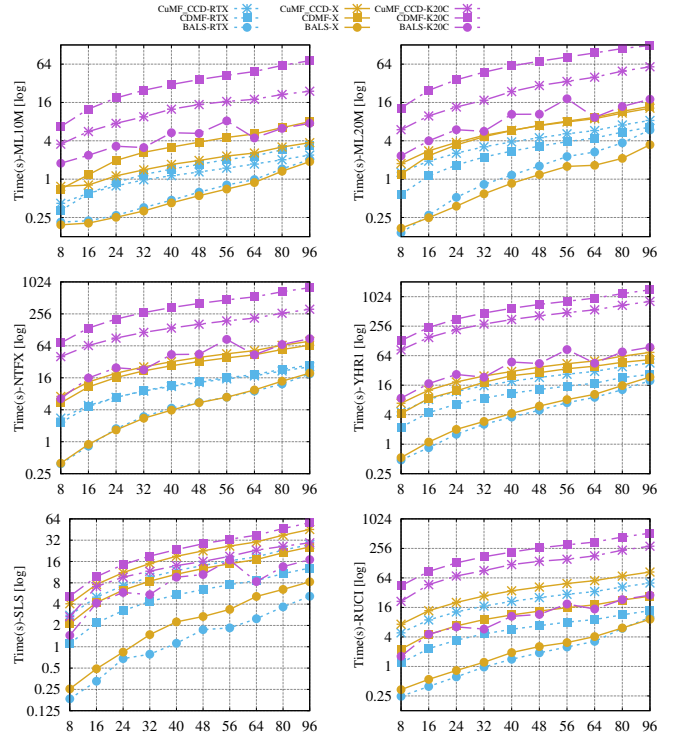 CuMF_CCD-RTX CuMF_CCD-X CuMF_CCD-K20C
CDMF-RTX CDMF-X CDMF-K20C
BALS-RTX BALS-X BALS-K20C
Time(s)-ML10M [log]
64
16
4
1
0.25
8 16 24 32 40 48 56 64 80 96
Time(s)-ML20M [log]
64
16
4
1
0.25
8 16 24 32 40 48 56 64 80 96
Time(s)-NTFX [log]
1024
256
64
16
4
1
0.25
8 16 24 32 40 48 56 64 80 96
Time(s)-YHR1 [log]
1024
256
64
16
4
1
0.25
8 16 24 32 40 48 56 64 80 96
Time(s)-SLS [log]
64
32
16
8
4
2
1
0.5
0.25
0.125
8 16 24 32 40 48 56 64 80 96
Time(s)-RUCI [log]
1024
256
64
16
4
1
0.25
8 16 24 32 40 48 56 64 80 96